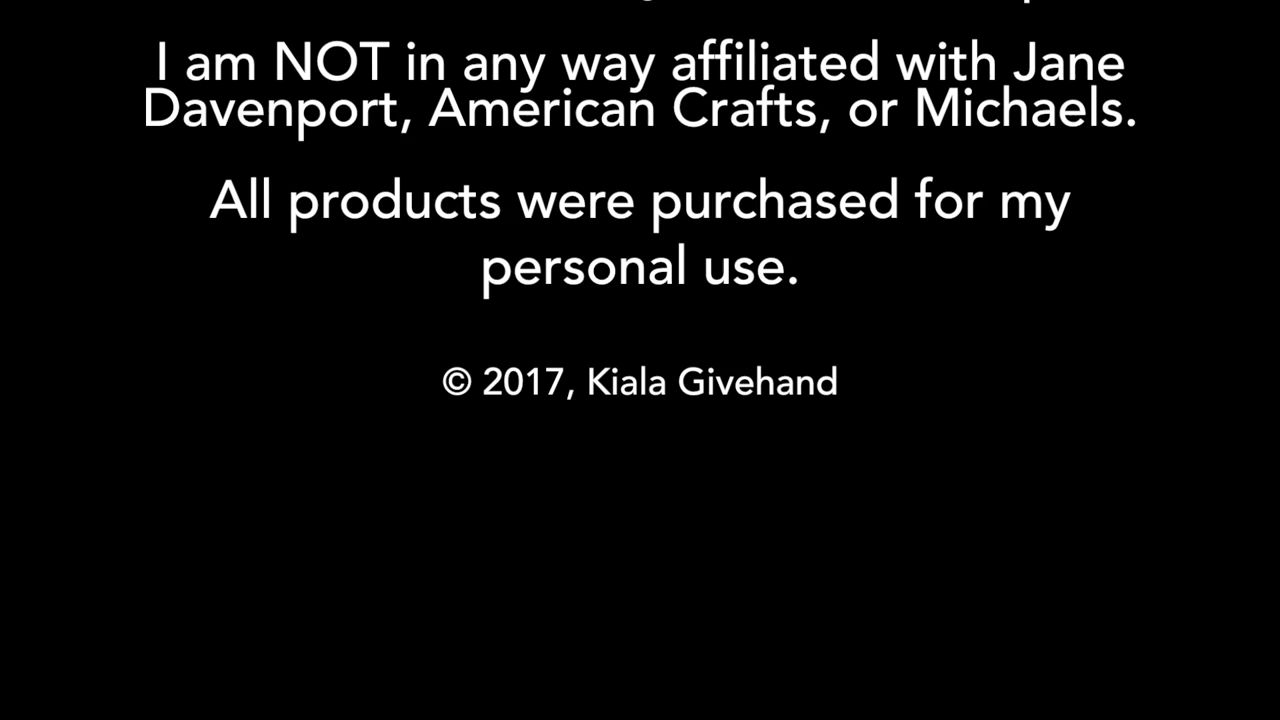 I am NOT in any way affiliated with Jane
Davenport, American Crafts, or Michaels.
All products were purchased for my
personal use.
© 2017, Kiala Givehand